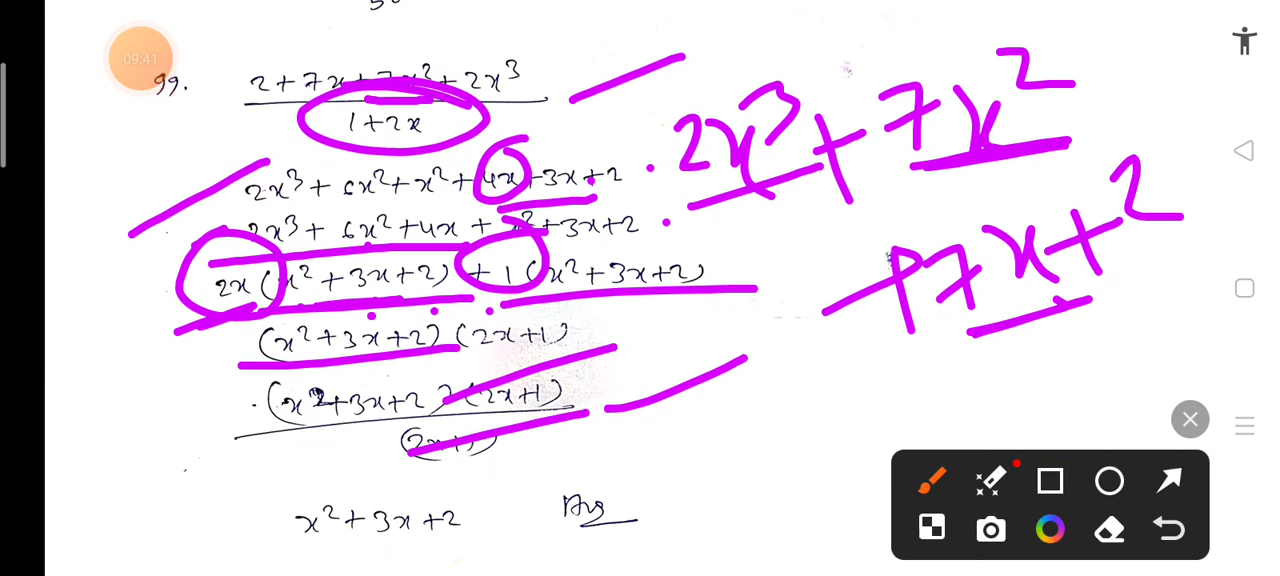 09:41
99. 2+7x+7x²+2x³
1+2x
2x³+7x²
+7x+2
2x³+6x²+x²+4x+3x+2
2x³+6x²+4x+x²+3x+2
2x(x²+3x+2)+1(x²+3x+2)
(x²+3x+2)(2x+1)
(x²+3x+2)(2x+1)
(2x+1)
x²+3x+2 Ans